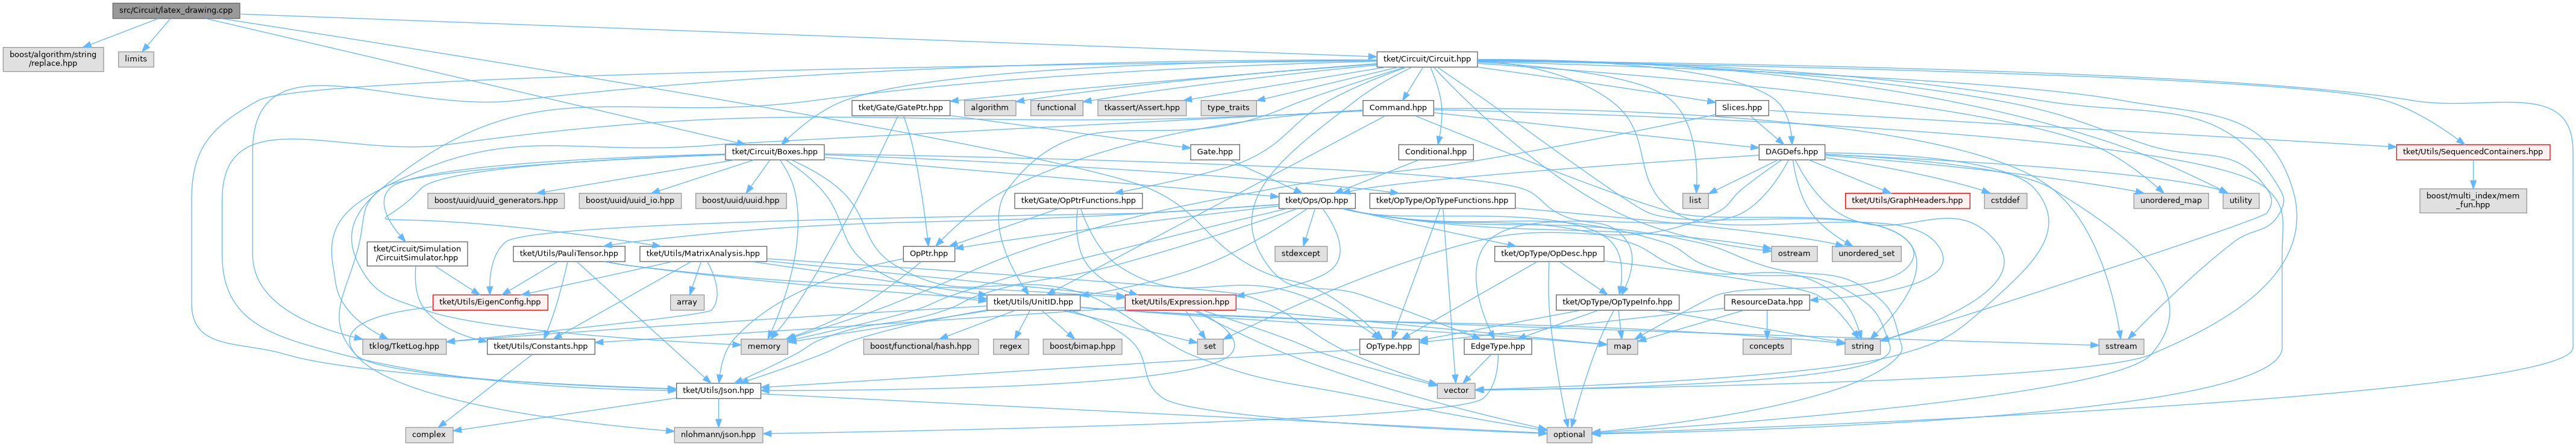 src/Circuit/latex_drawing.cpp
boost/algorithm/string
/replace.hpp
limits
tket/Circuit/Circuit.hpp
tket/Gate/GatePtr.hpp
algorithm
functional
tkassert/Assert.hpp
type_traits
Command.hpp
Slices.hpp
tket/Circuit/Boxes.hpp
Gate.hpp
Conditional.hpp
DAGDefs.hpp
tket/Utils/SequencedContainers.hpp
boost/uuid/uuid_generators.hpp
boost/uuid/uuid_io.hpp
boost/uuid/uuid.hpp
tket/Gate/OpPtrFunctions.hpp
tket/Ops/Op.hpp
tket/OpType/OpTypeFunctions.hpp
list
tket/Utils/GraphHeaders.hpp
cstddef
unordered_map
utility
boost/multi_index/mem
_fun.hpp
tket/Circuit/Simulation
/CircuitSimulator.hpp
tket/Utils/PauliTensor.hpp
tket/Utils/MatrixAnalysis.hpp
OpPtr.hpp
stdexcept
tket/OpType/OpDesc.hpp
ostream
unordered_set
tket/Utils/EigenConfig.hpp
array
tket/Utils/UnitID.hpp
tket/Utils/Expression.hpp
tket/OpType/OpTypeInfo.hpp
ResourceData.hpp
tklog/TketLog.hpp
tket/Utils/Constants.hpp
memory
boost/functional/hash.hpp
regex
boost/bimap.hpp
set
OpType.hpp
EdgeType.hpp
map
concepts
string
sstream
tket/Utils/Json.hpp
vector
complex
nlohmann/json.hpp
optional